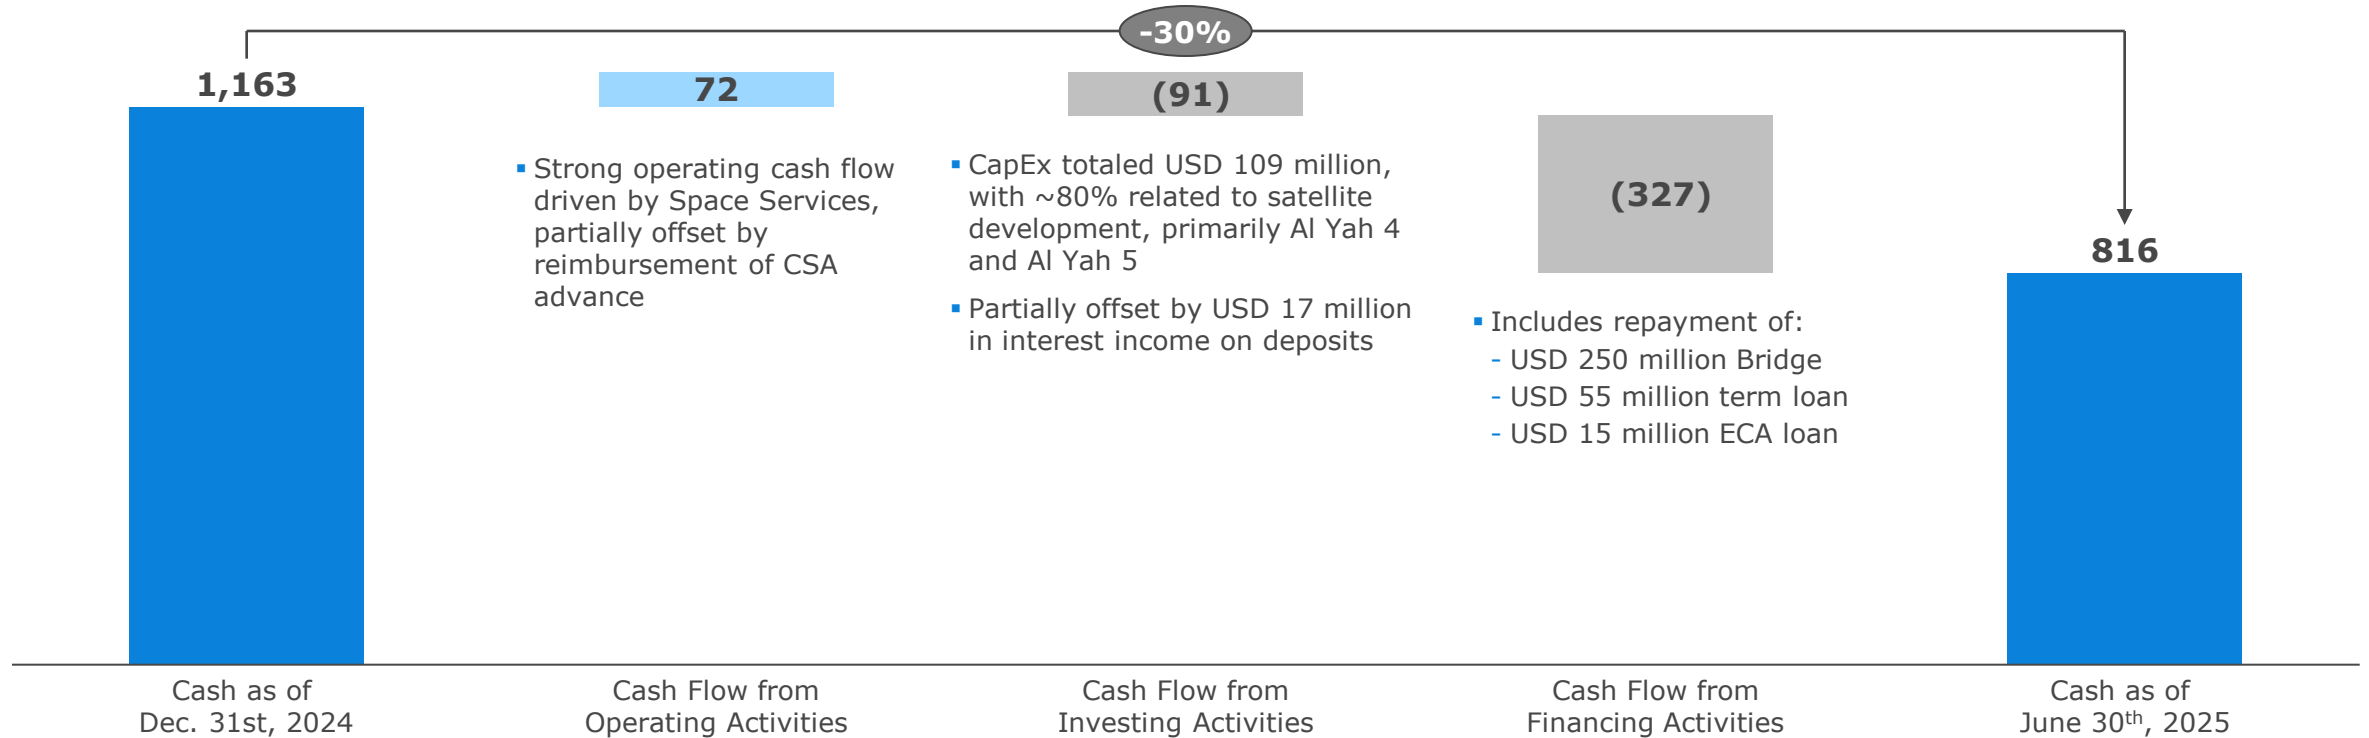 -30%
1,163
72
(91)
(327)
816
▪ Strong operating cash flow
driven by Space Services,
partially offset by
reimbursement of CSA
advance
▪ CapEx totaled USD 109 million,
with ~80% related to satellite
development, primarily Al Yah 4
and Al Yah 5
▪ Partially offset by USD 17 million
in interest income on deposits
▪ Includes repayment of:
- USD 250 million Bridge
- USD 55 million term loan
- USD 15 million ECA loan
Cash as of
Dec. 31st, 2024
Cash Flow from
Operating Activities
Cash Flow from
Investing Activities
Cash Flow from
Financing Activities
Cash as of
June 30th, 2025